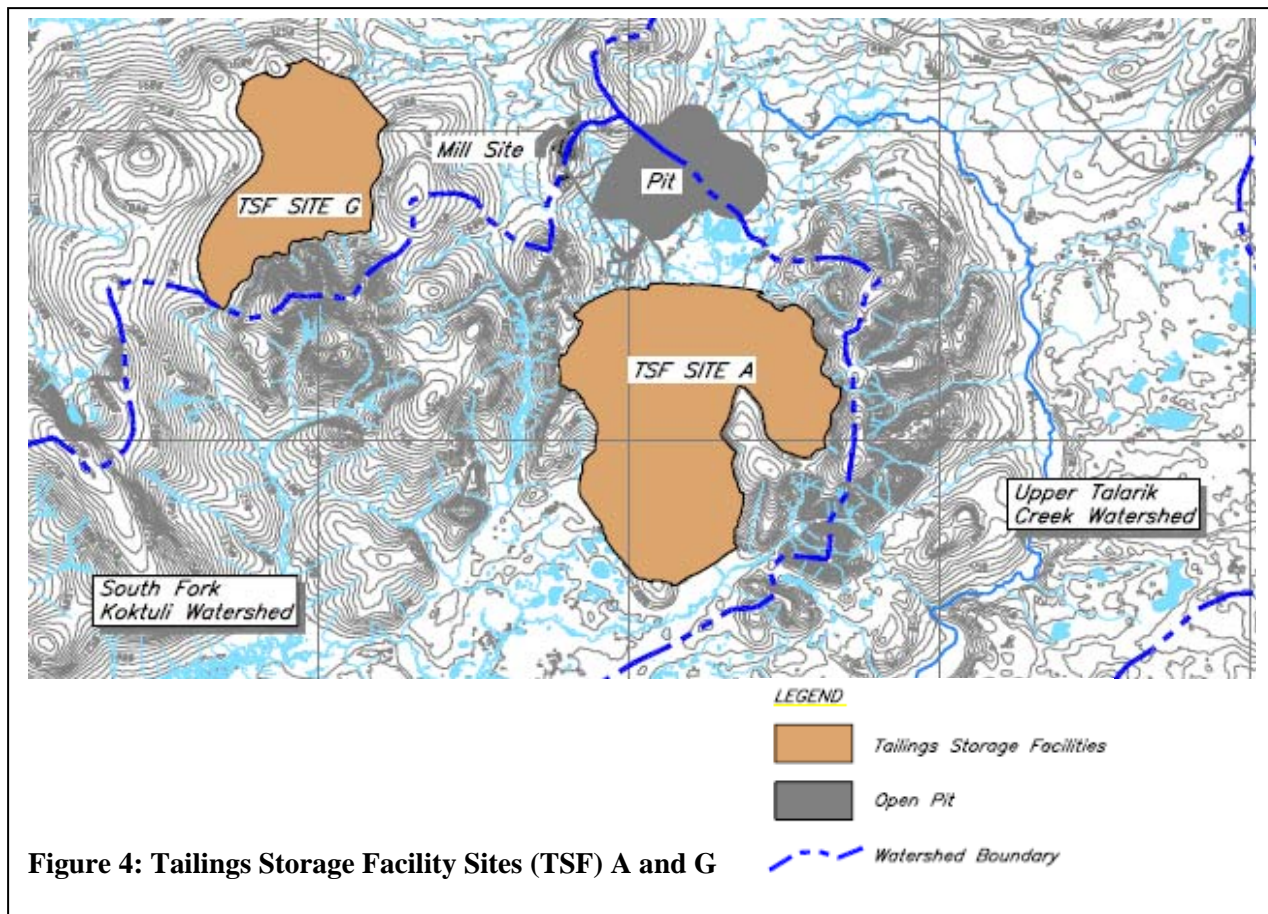 Mill Site
Pit
TSF SITE G
TSF SITE A
Upper Talarik
Creek Watershed
South Fork
Koktuli Watershed
LEGEND
Tailings Storage Facilities
Open Pit
Watershed Boundary
Figure 4: Tailings Storage Facility Sites (TSF) A and G